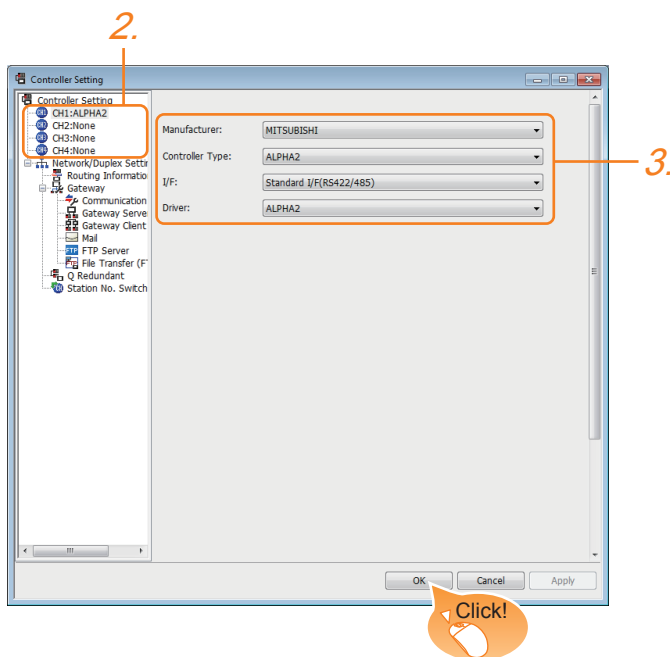 2.
Controller Setting
Controller Setting
CH1:ALPHA2
CH2:None
CH3:None
CH4:None
Network/Duplex Settin
Routing Informatio
Gateway
Communication
Gateway Serve
Gateway Client
Mail
FTP Server
File Transfer (F
Q Redundant
Station No. Switch
Manufacturer: MITSUBISHI
Controller Type: ALPHA2
I/F: Standard I/F(RS422/485)
Driver: ALPHA2
3.
OK Cancel Apply
Click!